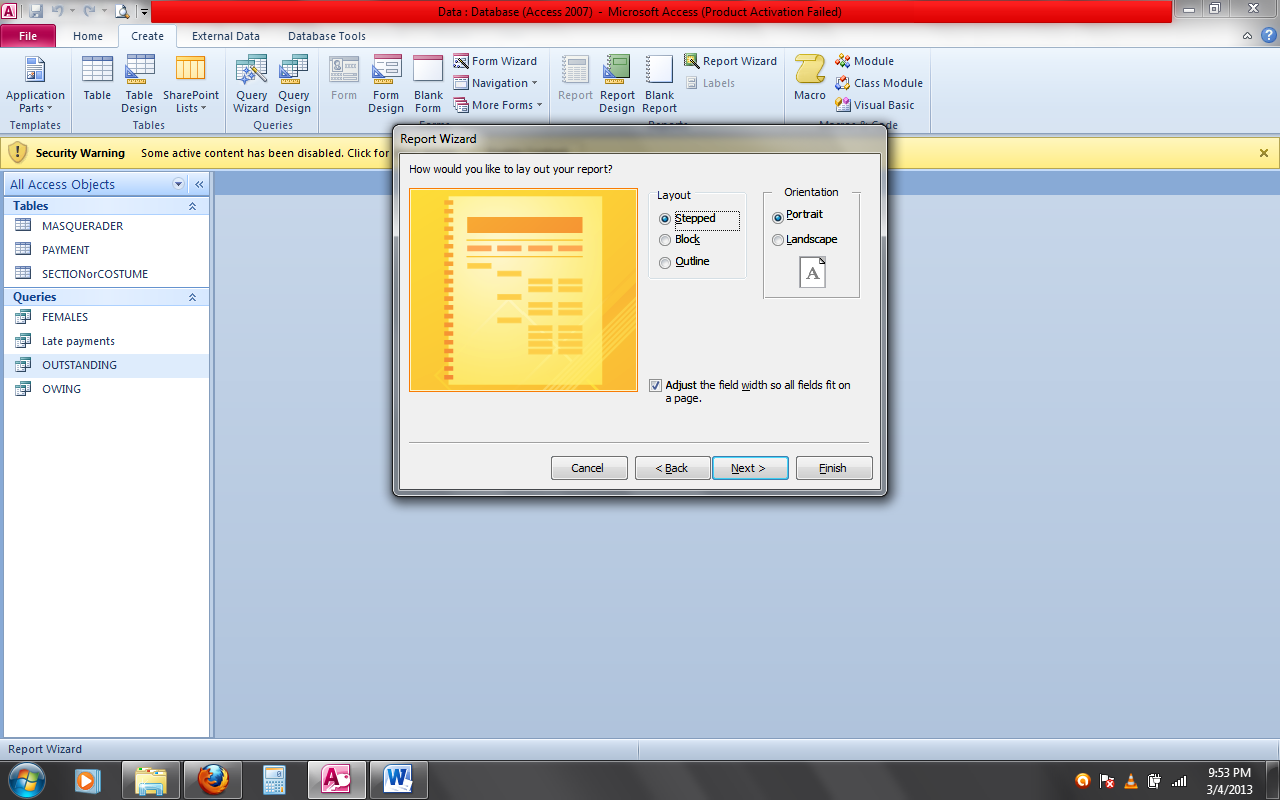 Data : Database (Access 2007) - Microsoft Access (Product Activation Failed)
File Home Create External Data Database Tools
Application Parts
Table
Table Design
SharePoint Lists
Query Wizard
Query Design
Form
Form Design
Blank Form
Form Wizard
Navigation
More Forms
Report
Report Design
Blank Report
Report Wizard
Labels
Macro
Module
Class Module
Visual Basic
Templates Tables Queries
Security Warning Some active content has been disabled. Click for
All Access Objects
Tables
MASQUERADER
PAYMENT
SECTIONorCOSTUME
Queries
FEMALES
Late payments
OUTSTANDING
OWING
Report Wizard
How would you like to lay out your report?
Layout
Stepped
Block
Outline
Orientation
Portrait
Landscape
A
Adjust the field width so all fields fit on
a page.
Cancel < Back Next > Finish
Report Wizard
9:53 PM
3/4/2013